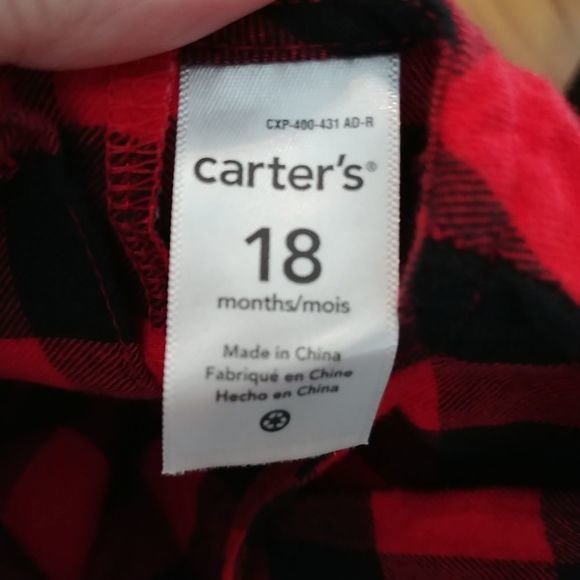 CXP-400-431 AD-R
carter's®
18
months/mois
Made in China
Fabriqué en Chine
Hecho en China